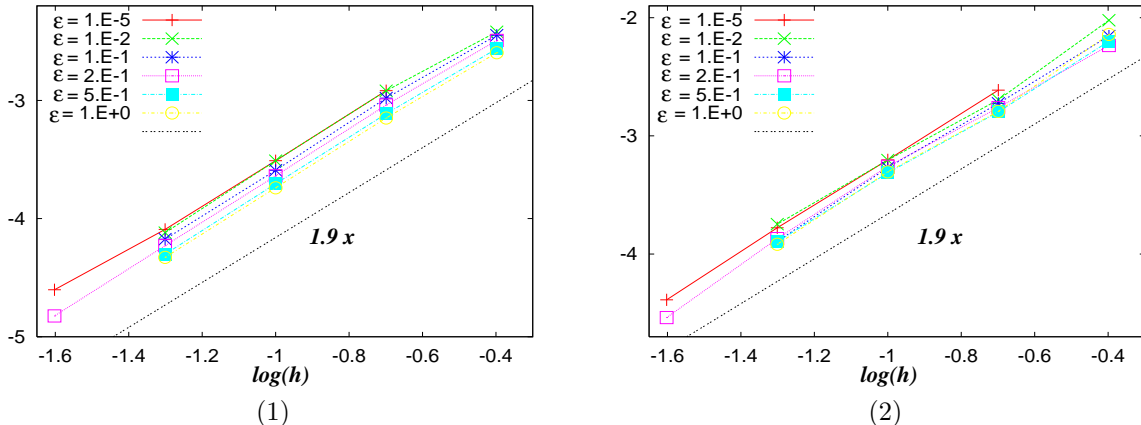 ε = 1.E-5
ε = 1.E-2
ε = 1.E-1
ε = 2.E-1
ε = 5.E-1
ε = 1.E+0
-3
-4
-5
1.9 x
-1.6 -1.4 -1.2 -1 -0.8 -0.6 -0.4
log(h)
(1)
-2
ε = 1.E-5
ε = 1.E-2
ε = 1.E-1
ε = 2.E-1
ε = 5.E-1
ε = 1.E+0
-3
-4
1.9 x
-1.6 -1.4 -1.2 -1 -0.8 -0.6 -0.4
log(h)
(2)